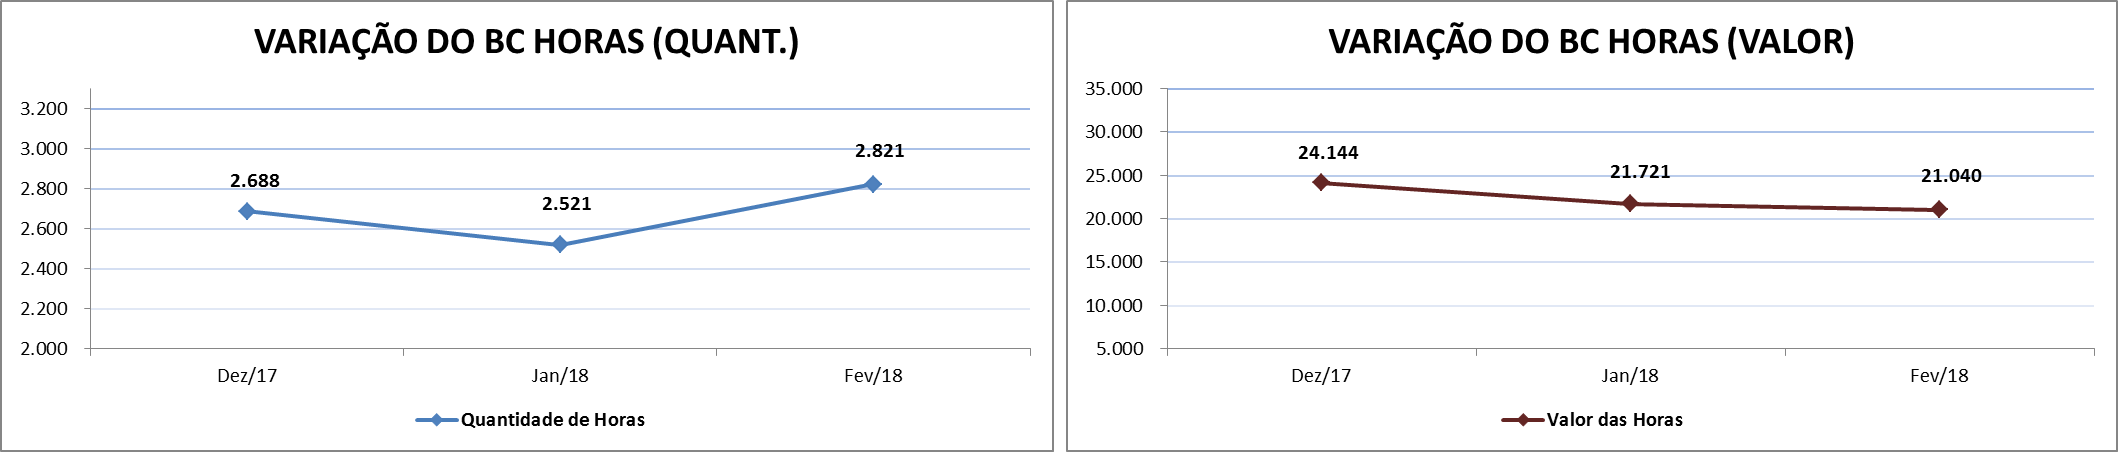 VARIAÇÃO DO BC HORAS (QUANT.)
3.200
3.000
2.800
2.600
2.400
2.200
2.000
2.688
2.521
2.821
Dez/17
Jan/18
Fev/18
Quantidade de Horas
VARIAÇÃO DO BC HORAS (VALOR)
35.000
30.000
25.000
20.000
15.000
10.000
5.000
24.144
21.721
21.040
Dez/17
Jan/18
Fev/18
Valor das Horas